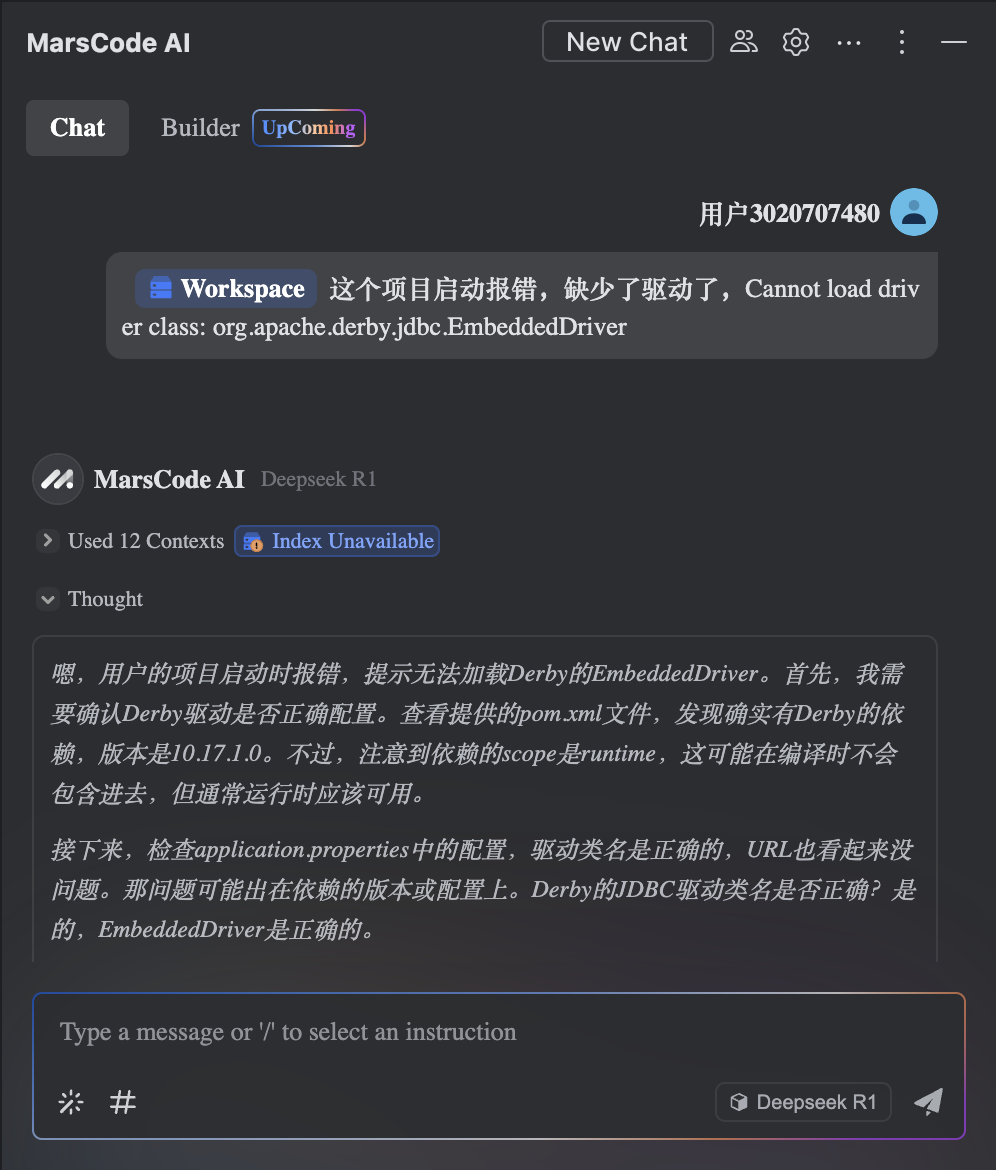 MarsCode AI
New Chat
Chat
Builder
UpComing
用户3020707480
Workspace 这个项目启动报错，缺少了驱动了，Cannot load driv
er class: org.apache.derby.jdbc.EmbeddedDriver
MarsCode AI Deepseek R1
Used 12 Contexts Index Unavailable
Thought
嗯，用户的项目启动时报错，提示无法加载Derby的EmbeddedDriver。首先，我需
要确认Derby驱动是否正确配置。查看提供的pom.xml文件，发现确实有Derby的依
赖，版本是10.17.1.0。不过，注意到依赖的scope是runtime，这可能在编译时不会
包含进去，但通常运行时应该可用。
接下来，检查application.properties中的配置，驱动类名是正确的，URL也看起来没
问题。那问题可能出在依赖的版本或配置上。Derby的JDBC驱动类名是否正确？是
的，EmbeddedDriver是正确的。
Type a message or '/' to select an instruction
Deepseek R1